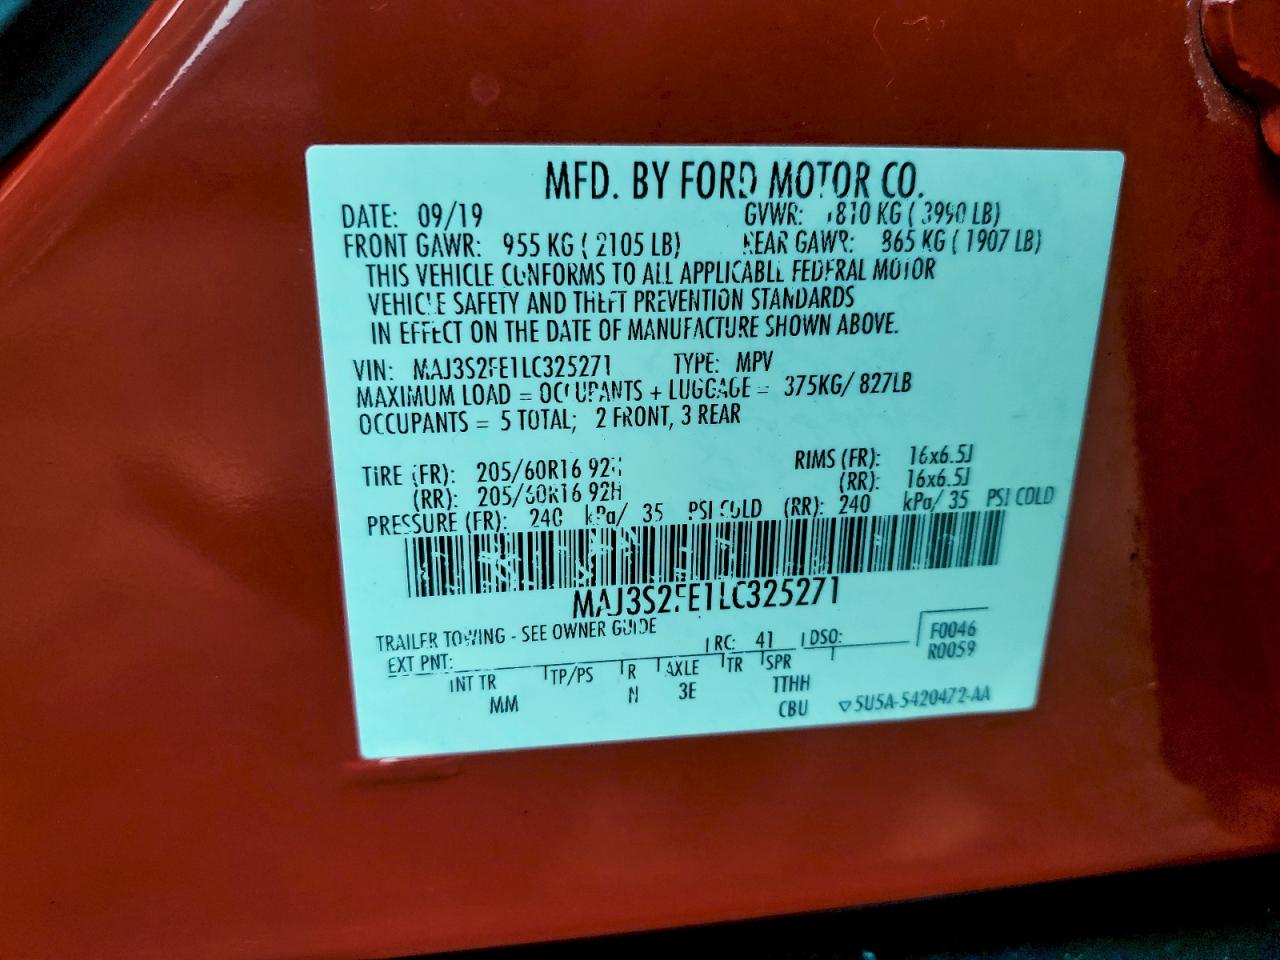 MFD. BY FORD MOTOR CO.
DATE: 09/19 GVWR: 1810 KG ( 3990 LB)
FRONT GAWR: 955 KG ( 2105 LB) REAR GAWR: 865 KG ( 1907 LB)
THIS VEHICLE CONFORMS TO ALL APPLICABLE FEDERAL MOTOR
VEHICLE SAFETY AND THEFT PREVENTION STANDARDS
IN EFFECT ON THE DATE OF MANUFACTURE SHOWN ABOVE.
VIN: MAJ3S2FE1LC325271 TYPE: MPV
MAXIMUM LOAD = OCCUPANTS + LUGGAGE = 375KG/ 827LB
OCCUPANTS = 5 TOTAL; 2 FRONT, 3 REAR
TIRE (FR): 205/60R16 92H RIMS (FR): 16x6.5J
(RR): 205/60R16 92H (RR): 16x6.5J
PRESSURE (FR): 240 kPa/ 35 PSI COLD (RR): 240 kPa/ 35 PSI COLD
MAJ3S2FE1LC325271
TRAILER TOWING - SEE OWNER GUIDE
EXT PNT: RC: 41 DSO: F0046
R0059
INT TR TP/PS R AXLE TR SPR
MM N 3E TTHH
CBU 5U5A-5420472-AA